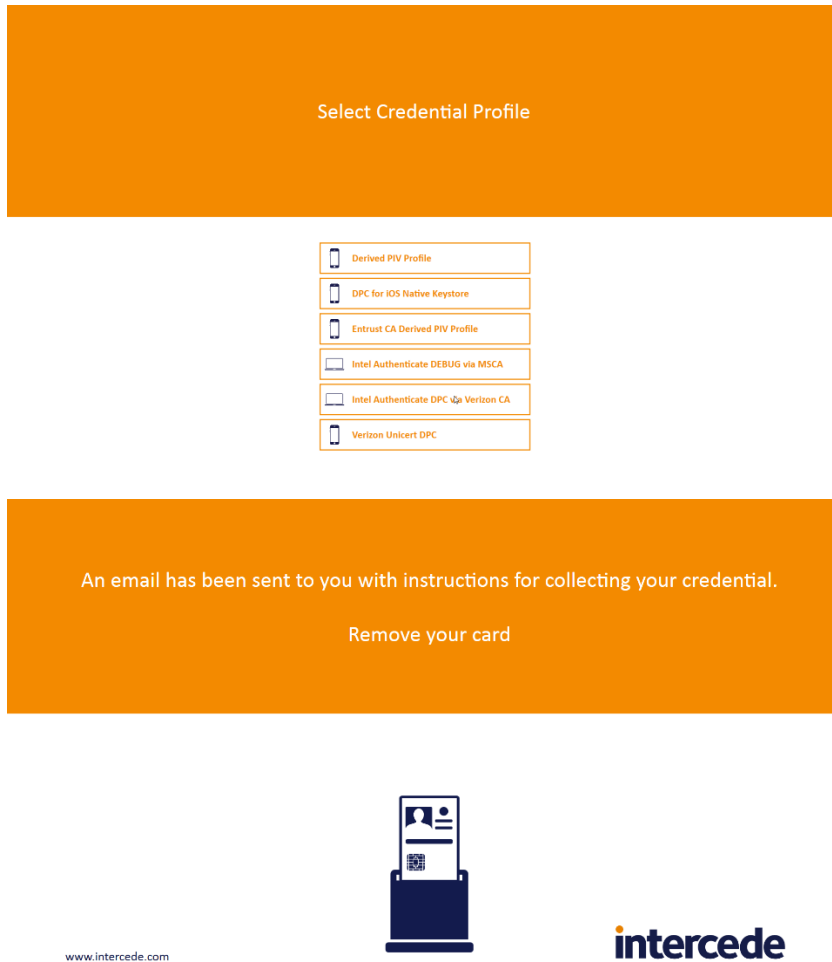 Select Credential Profile
Derived PIV Profile
DPC for iOS Native Keystore
Entrust CA Derived PIV Profile
Intel Authenticate DEBUG via MSCA
Intel Authenticate DPC via Verizon CA
Verizon Unicert DPC
An email has been sent to you with instructions for collecting your credential.
Remove your card
www.intercede.com
intercede